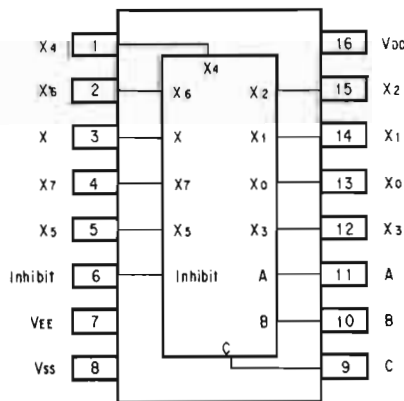 X4 1 X4 16 VDD
X6 2 X6 X2 15 X2
X 3 X X1 14 X1
X7 4 X7 X0 13 X0
X5 5 X5 X3 12 X3
Inhibit 6 Inhibit A 11 A
VEE 7 B 10 B
VSS 8 C 9 C